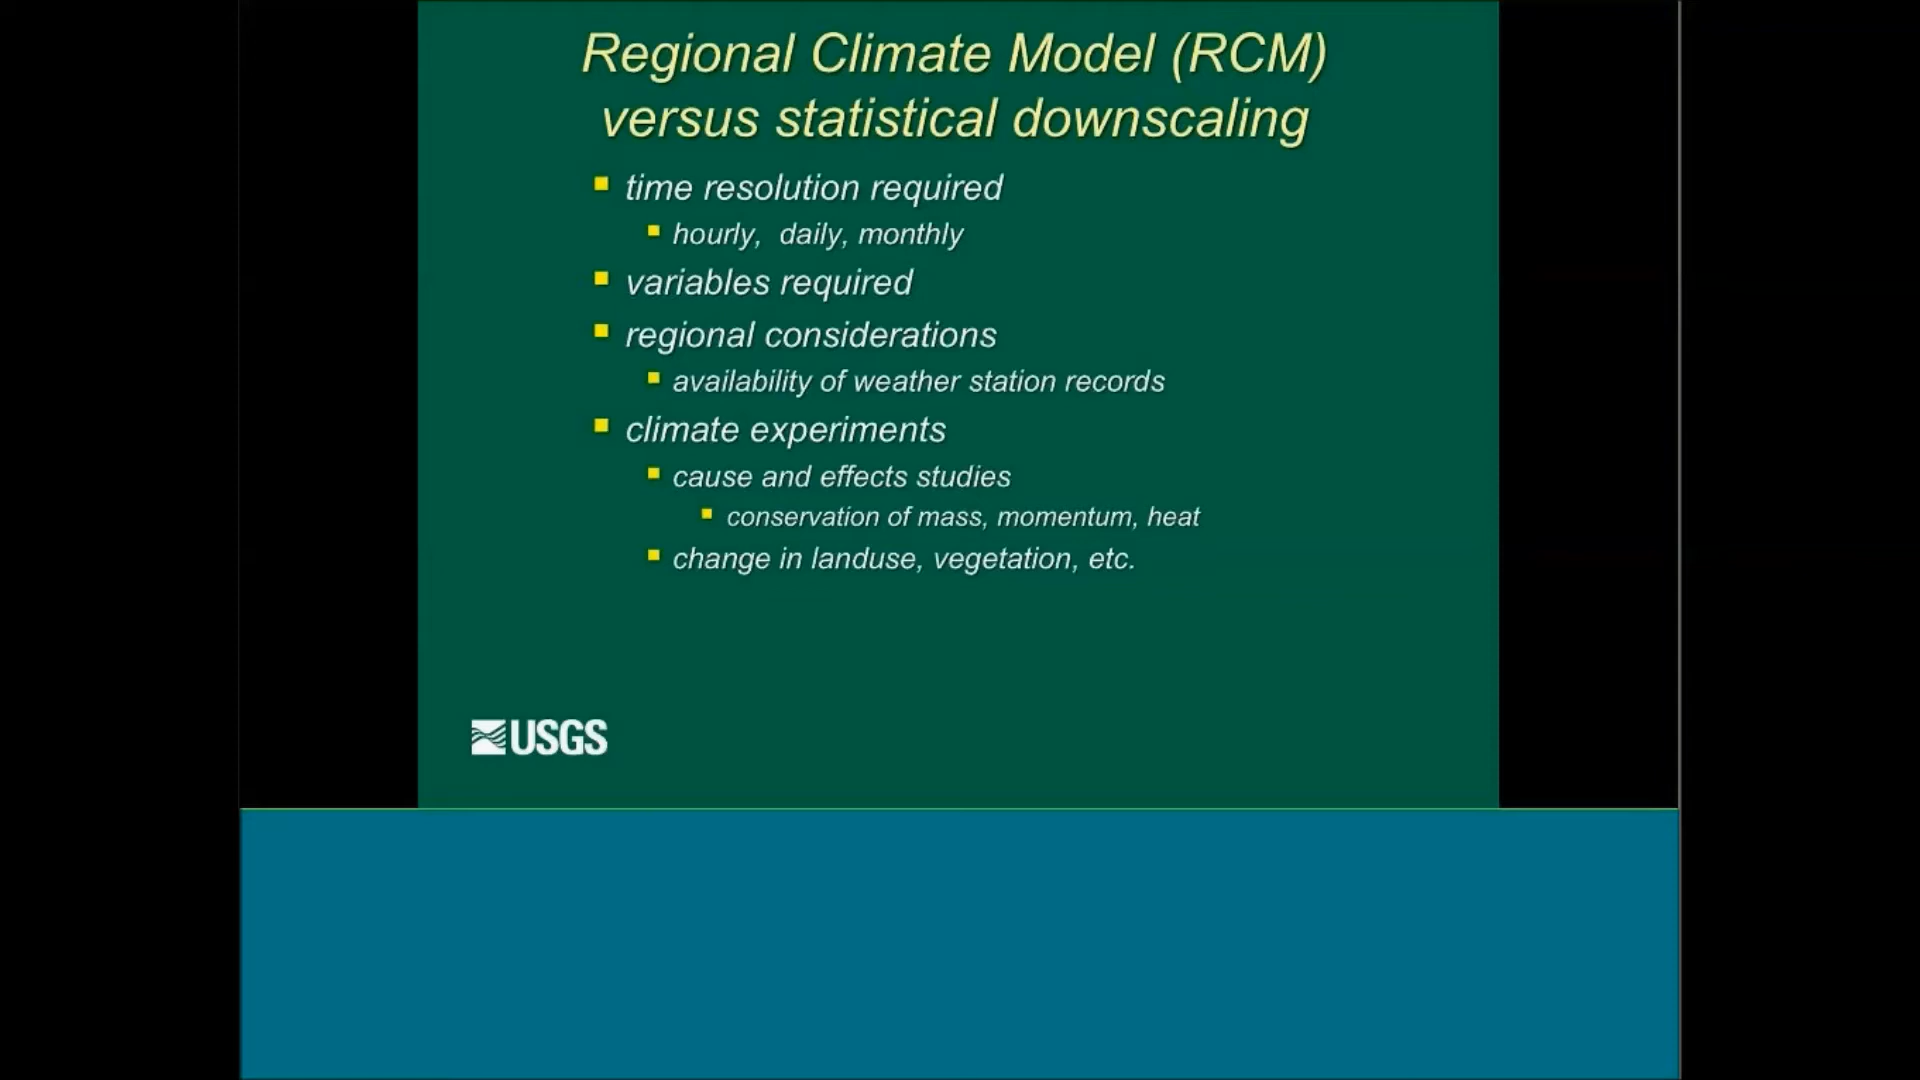 Regional Climate Model (RCM)
versus statistical downscaling
time resolution required
hourly, daily, monthly
variables required
regional considerations
availability of weather station records
climate experiments
cause and effects studies
conservation of mass, momentum, heat
change in landuse, vegetation, etc.
USGS